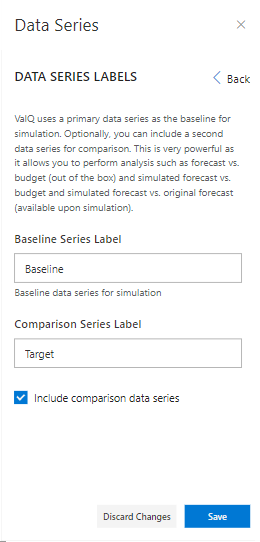 Data Series
DATA SERIES LABELS
Back
ValQ uses a primary data series as the baseline for
simulation. Optionally, you can include a second
data series for comparison. This is very powerful as
it allows you to perform analysis such as forecast vs.
budget (out of the box) and simulated forecast vs.
budget and simulated forecast vs. original forecast
(available upon simulation).
Baseline Series Label
Baseline
Baseline data series for simulation
Comparison Series Label
Target
Include comparison data series
Discard Changes
Save